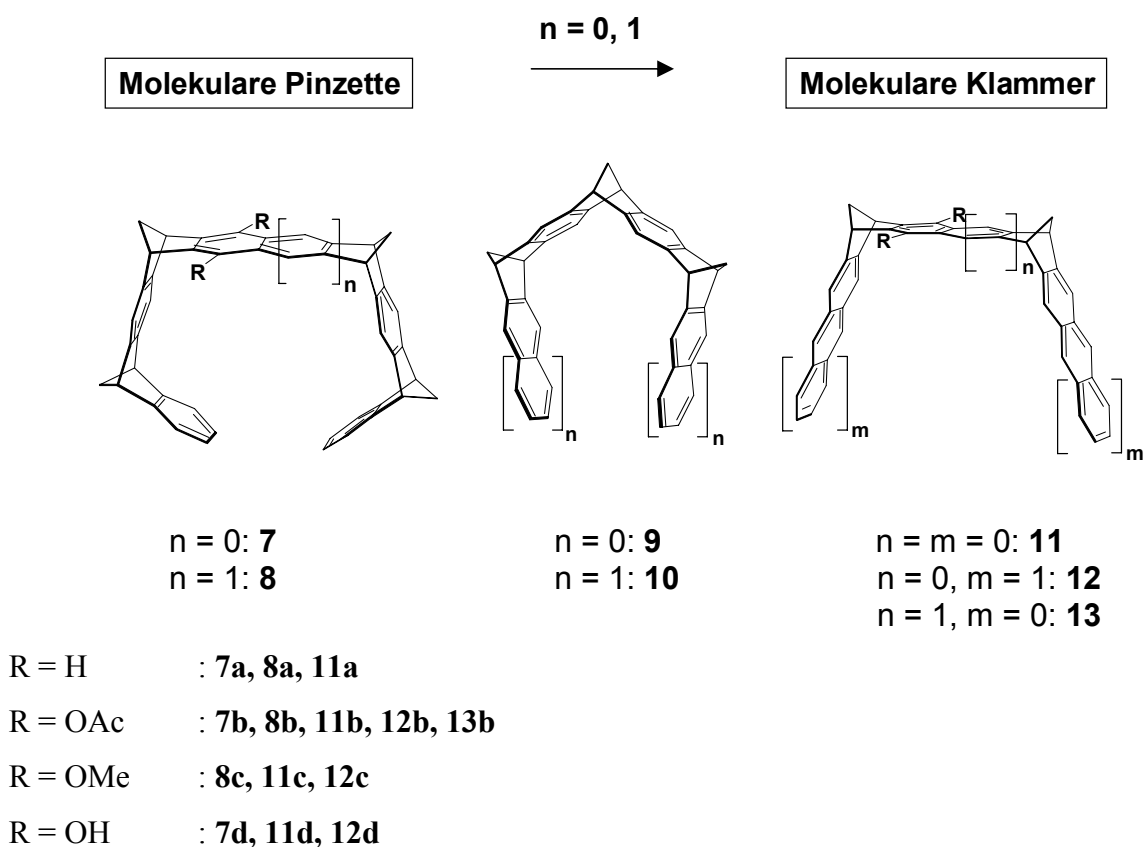 n = 0, 1
Molekulare Pinzette
Molekulare Klammer
R
R
n
n
n
R
R
n
m
m
n = 0: 7
n = 1: 8
n = 0: 9
n = 1: 10
n = m = 0: 11
n = 0, m = 1: 12
n = 1, m = 0: 13
R = H : 7a, 8a, 11a
R = OAc : 7b, 8b, 11b, 12b, 13b
R = OMe : 8c, 11c, 12c
R = OH : 7d, 11d, 12d